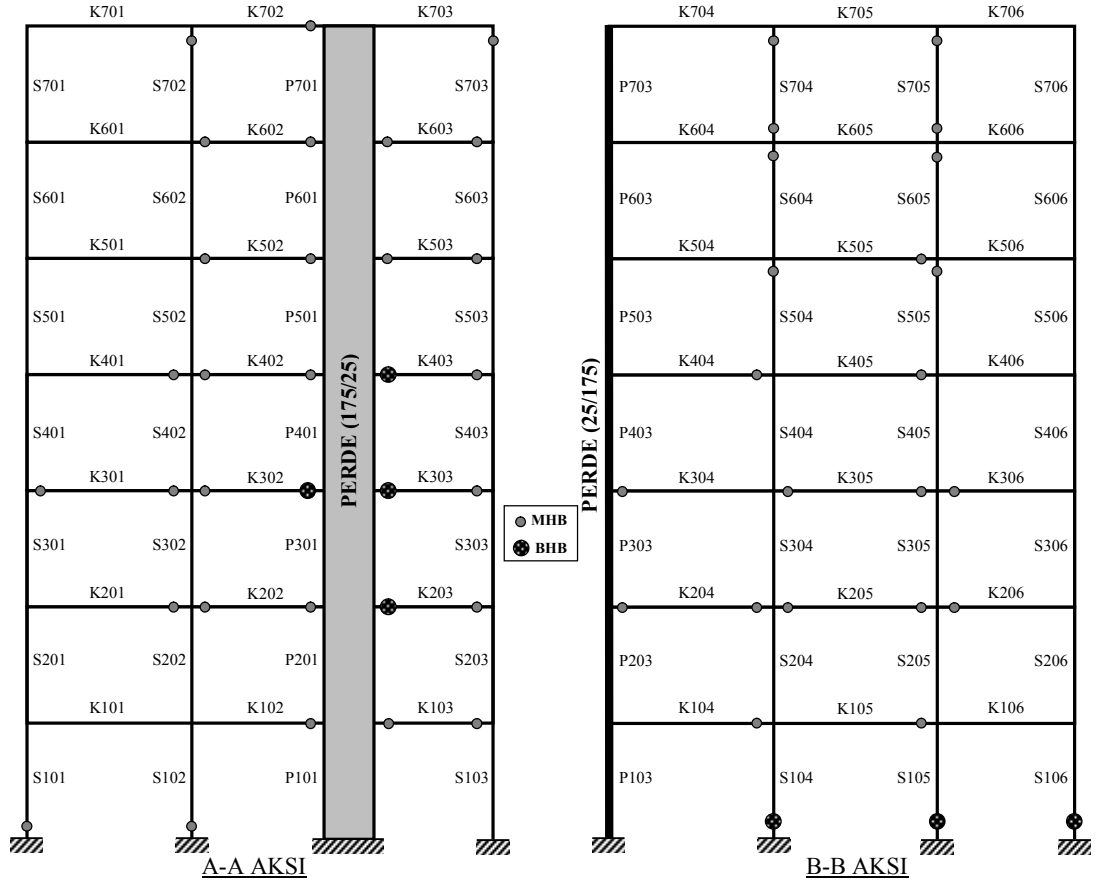 K701 K702 K703
S701 S702 P701 S703
K601 K602 K603
S601 S602 P601 S603
K501 K502 K503
S501 S502 P501 S503
K401 K402 K403
S401 S402 P401 S403
K301 K302 K303
S301 S302 P301 S303
K201 K202 K203
S201 S202 P201 S203
K101 K102 K103
S101 S102 P101 S103
PERDE (175/25)
A-A AKSI
MHB
BHB
K704 K705 K706
P703 S704 S705 S706
K604 K605 K606
P603 S604 S605 S606
K504 K505 K506
P503 S504 S505 S506
K404 K405 K406
P403 S404 S405 S406
K304 K305 K306
P303 S304 S305 S306
K204 K205 K206
P203 S204 S205 S206
K104 K105 K106
P103 S104 S105 S106
PERDE (25/175)
B-B AKSI